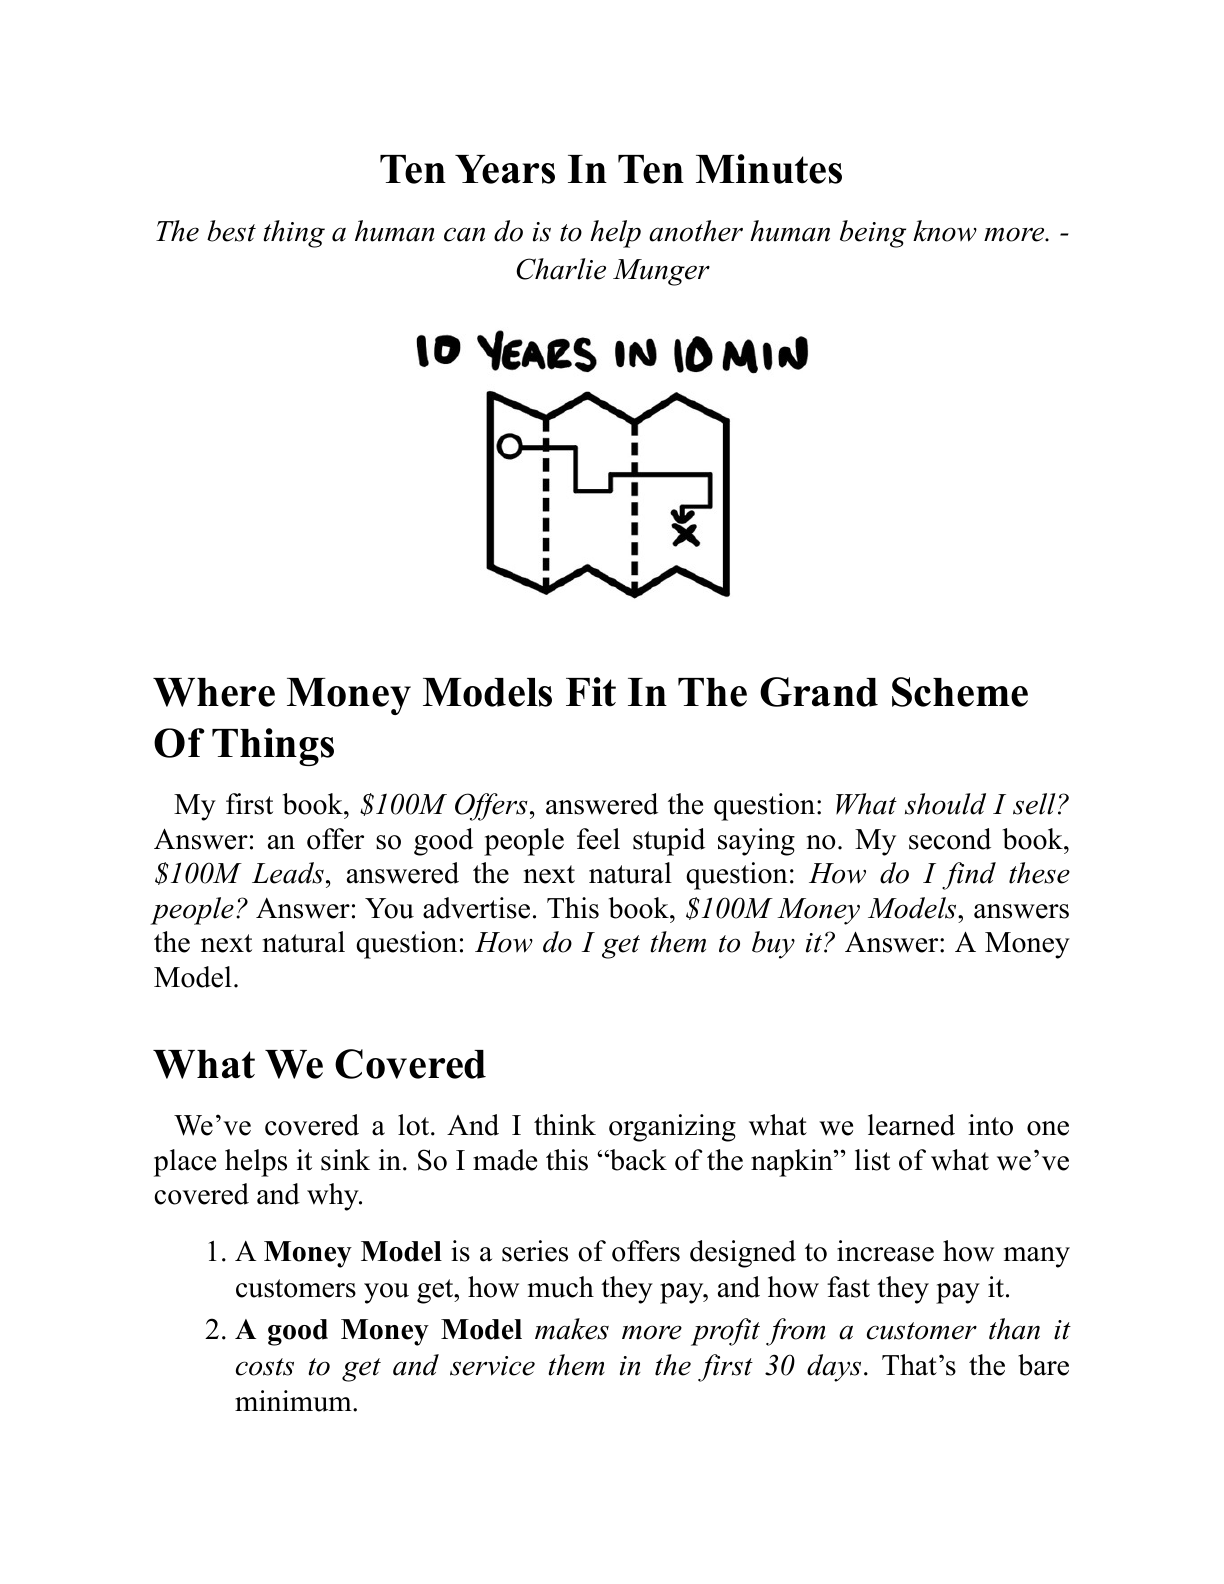 Ten Years In Ten Minutes
The best thing a human can do is to help another human being know more. -
Charlie Munger
10 YEARS IN 10 MIN
Where Money Models Fit In The Grand Scheme
Of Things
My first book, $100M Offers, answered the question: What should I sell?
Answer: an offer so good people feel stupid saying no. My second book,
$100M Leads, answered the next natural question: How do I find these
people? Answer: You advertise. This book, $100M Money Models, answers
the next natural question: How do I get them to buy it? Answer: A Money
Model.
What We Covered
We’ve covered a lot. And I think organizing what we learned into one
place helps it sink in. So I made this “back of the napkin” list of what we’ve
covered and why.
1. A Money Model is a series of offers designed to increase how many
customers you get, how much they pay, and how fast they pay it.
2. A good Money Model makes more profit from a customer than it
costs to get and service them in the first 30 days. That’s the bare
minimum.